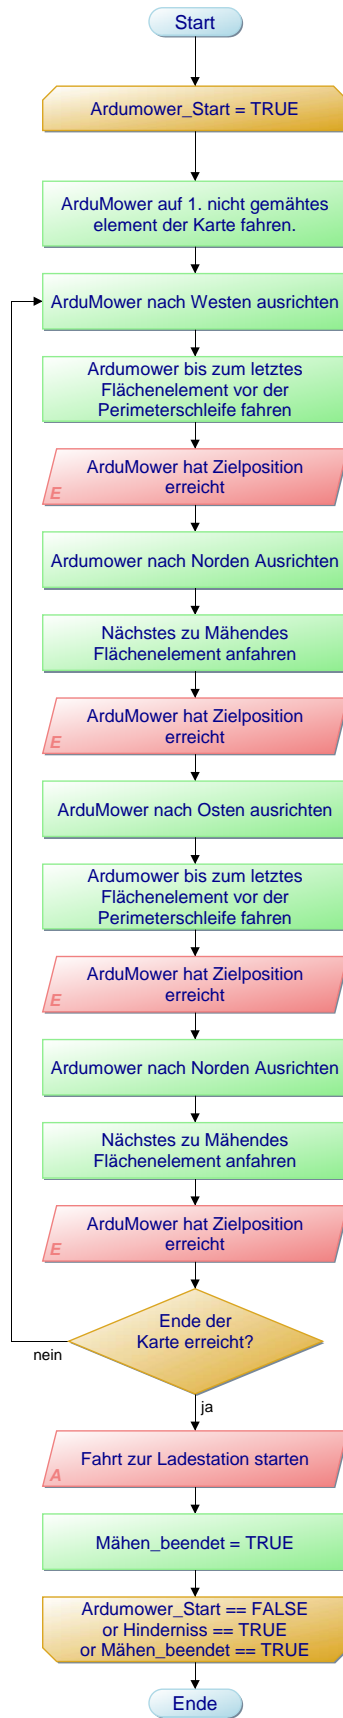 Start
Ardumower_Start = TRUE
ArduMower auf 1. nicht gemähtes
element der Karte fahren.
ArduMower nach Westen ausrichten
Ardumower bis zum letztes
Flächenelement vor der
Perimeterschleife fahren
ArduMower hat Zielposition
erreicht
E
Ardumower nach Norden Ausrichten
Nächstes zu Mähendes
Flächenelement anfahren
ArduMower hat Zielposition
erreicht
E
ArduMower nach Osten ausrichten
Ardumower bis zum letztes
Flächenelement vor der
Perimeterschleife fahren
ArduMower hat Zielposition
erreicht
E
Ardumower nach Norden Ausrichten
Nächstes zu Mähendes
Flächenelement anfahren
ArduMower hat Zielposition
erreicht
E
Ende der
Karte erreicht?
nein
ja
Fahrt zur Ladestation starten
A
Mähen_beendet = TRUE
Ardumower_Start == FALSE
or Hinderniss == TRUE
or Mähen_beendet == TRUE
Ende